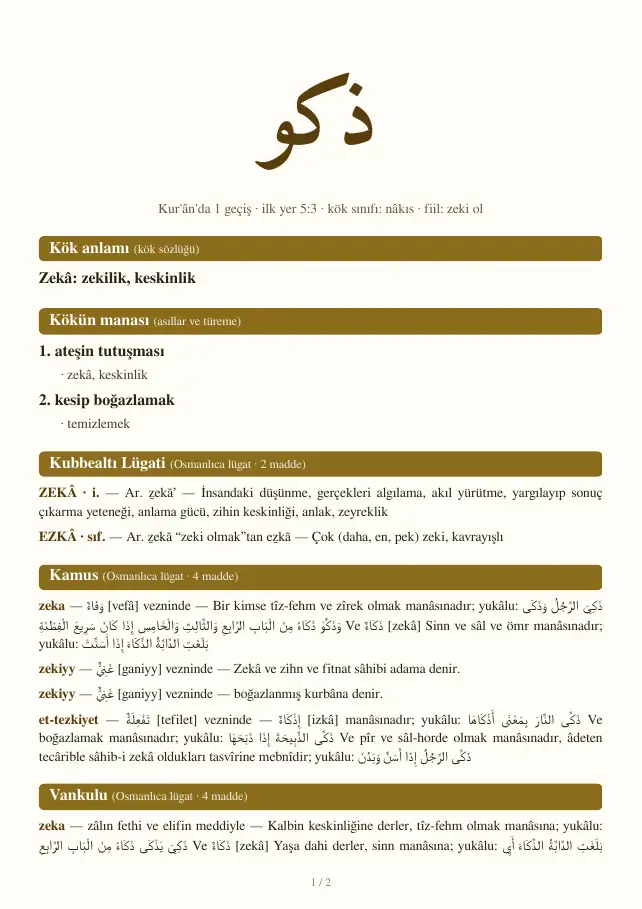 ذكو
Kur'ân'da 1 geçiş · ilk yer 5:3 · kök sınıfı: nâkıs · fiil: zeki ol
Kök anlamı (kök sözlüğü)
Zekâ: zekilik, keskinlik
Kökün manası (asıllar ve türeme)
1. ateşin tutuşması
· zekâ, keskinlik
2. kesip boğazlamak
· temizlemek
Kubbealtı Lügati (Osmanlıca lügat · 2 madde)
ZEKÂ · i. — Ar. ẕekā’ — İnsandaki düşünme, gerçekleri algılama, akıl yürütme, yargılayıp sonuç
çıkarma yeteneği, anlama gücü, zihin keskinliği, anlak, zeyreklik
EZKÂ · sıf. — Ar. ẕekā “zeki olmak”tan eẕkā — Çok (daha, en, pek) zeki, kavrayışlı
Kamus (Osmanlıca lügat · 4 madde)
zeka — وَفَاءٌ [vefâ] vezninde — Bir kimse tîz-fehm ve zîrek olmak manâsınadır; yukâlu: ذَكِيَ الرَّجُلُ وَذَكَى
وَذَكُوَ ذَكَاءً مِنَ الْبَابِ الرَّابِعِ وَالثَّالِثِ وَالْخَامِسِ إِذَا كَانَ سَرِيعَ الْفِطْنَةِ Ve ذَكَاءٌ [zekâ] Sinn ve sâl ve ömr manâsınadır;
yukâlu: بَلَغَتِ الدَّابَّةُ الذَّكَاءَ إِذَا أَسَنَّتْ
zekiyy — غَنِيٌّ [ganiyy] vezninde — Zekâ ve zihn ve fitnat sâhibi adama denir.
zekiyy — غَنِيٌّ [ganiyy] vezninde — boğazlanmış kurbâna denir.
et-tezkiyet — تَفْعِلَةٌ [tefilet] vezninde — إِذْكَاءٌ [izkâ] manâsınadır; yukâlu: ذَكَّى النَّارَ بِمَعْنَى أَذْكَاهَا Ve
boğazlamak manâsınadır; yukâlu: ذَكَّى الذَّبِيحَةَ إِذَا ذَبَحَهَا Ve pîr ve sâl-horde olmak manâsınadır, âdeten
tecârible sâhib-i zekâ oldukları tasvîrine mebnîdir; yukâlu: ذَكَّى الرَّجُلُ إِذَا أَسَنَّ وَبَدُنَ
Vankulu (Osmanlıca lügat · 4 madde)
zeka — zâlın fethi ve elifin meddiyle — Kalbin keskinliğine derler, tîz-fehm olmak manâsına; yukâlu:
ذَكِيَ يَذْكَى ذَكَاءً مِنَ الْبَابِ الرَّابِعِ Ve ذَكَاءٌ [zekâ] Yaşa dahi derler, sinn manâsına; yukâlu: بَلَغَتِ الدَّابَّةُ الذَّكَاءَ أَيِ
1 / 2